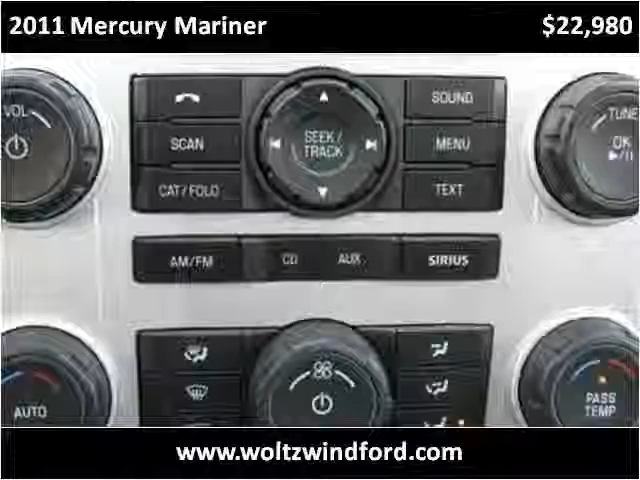 2011 Mercury Mariner $22,980
VOL
SOUND
TUNE
SCAN
SEEK/
TRACK
MENU
OK
▶/II
CAT/FOLD
TEXT
AM/FM CD AUX SIRIUS
AUTO
PASS
TEMP
www.woltzwindford.com